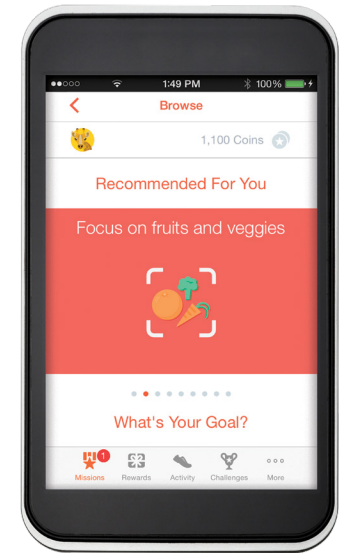 1:49 PM
100%
Browse
1,100 Coins
Recommended For You
Focus on fruits and veggies
What's Your Goal?
1
Missions
Rewards
Activity
Challenges
More